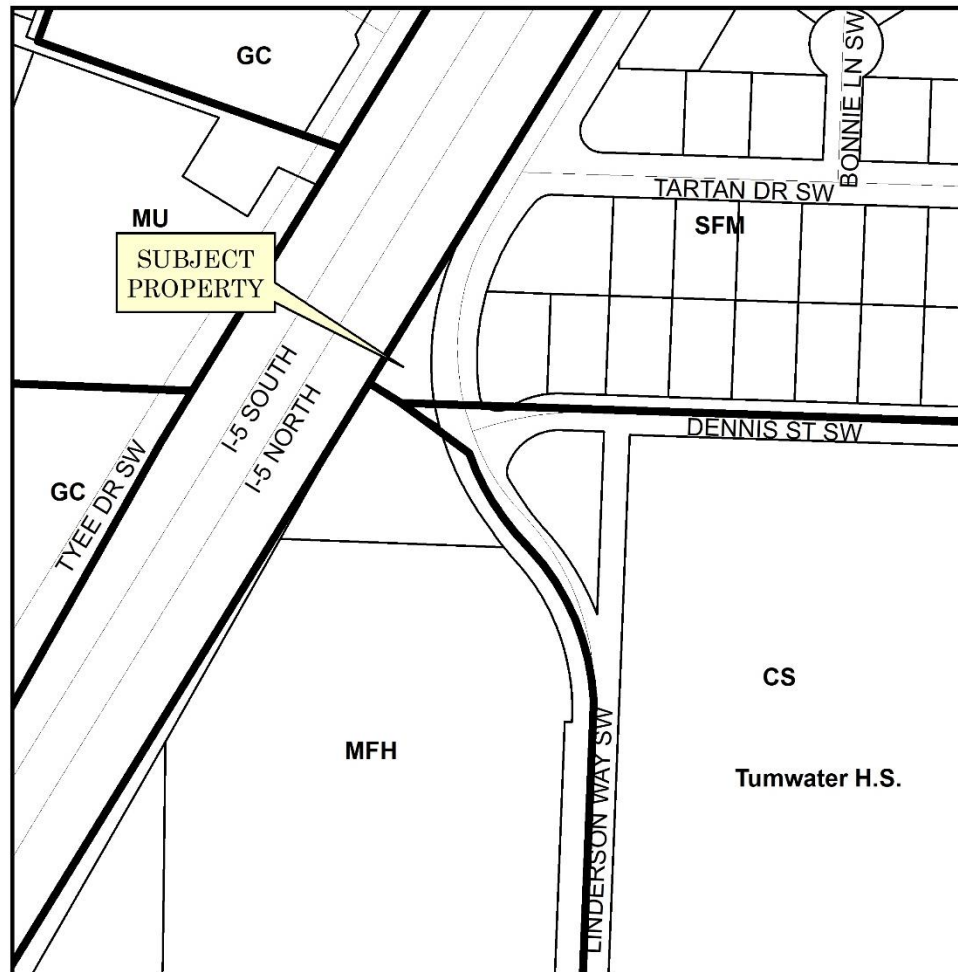 GC
BONNIE LN SW
TARTAN DR SW
MU
SFM
SUBJECT
PROPERTY
I-5 SOUTH
I-5 NORTH
DENNIS ST SW
TYEE DR SW
GC
CS
MFH
LINDERSON WAY SW
Tumwater H.S.